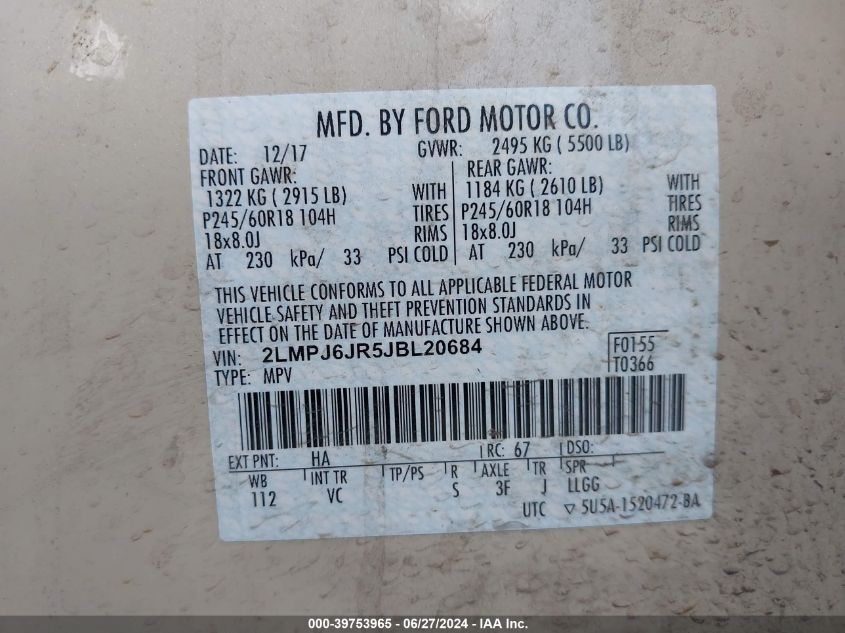 MFD. BY FORD MOTOR CO.
DATE: 12/17 GVWR: 2495 KG ( 5500 LB)
FRONT GAWR: REAR GAWR:
1322 KG ( 2915 LB) WITH 1184 KG ( 2610 LB) WITH
P245/60R18 104H TIRES P245/60R18 104H TIRES
18x8.0J RIMS 18x8.0J RIMS
AT 230 kPa/ 33 PSI COLD AT 230 kPa/ 33 PSI COLD
THIS VEHICLE CONFORMS TO ALL APPLICABLE FEDERAL MOTOR
VEHICLE SAFETY AND THEFT PREVENTION STANDARDS IN
EFFECT ON THE DATE OF MANUFACTURE SHOWN ABOVE.
VIN: 2LMPJ6JR5JBL20684 F0155
TYPE: MPV T0366
EXT PNT: HA RC: 67 DSO:
WB INT TR TP/PS R AXLE TR SPR
112 VC S 3F J LLGG
UTC ▽ 5U5A-1520472-BA
000-39753965 - 06/27/2024 - IAA Inc.